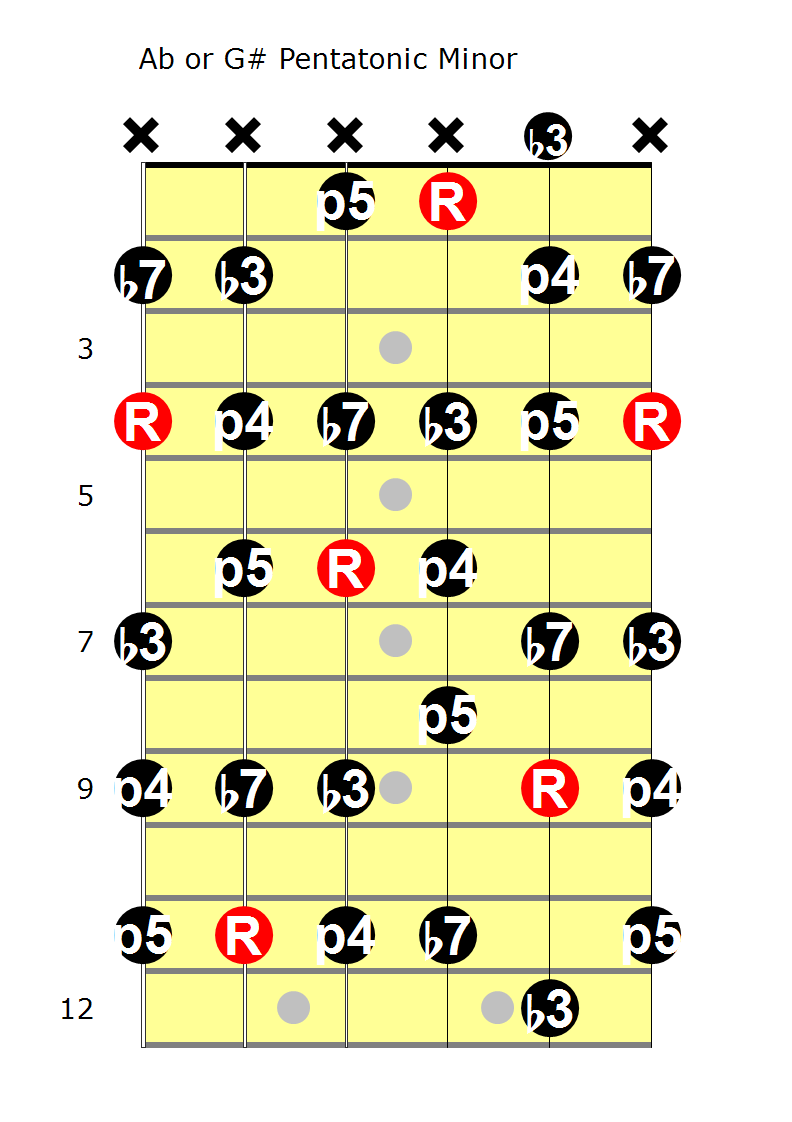 Ab or G# Pentatonic Minor
♭3
p5 R
♭7 ♭3 p4 ♭7
3
R p4 ♭7 ♭3 p5 R
5
p5 R p4
7 ♭3 ♭7 ♭3
p5
9 p4 ♭7 ♭3 R p4
p5 R p4 ♭7 p5
12 ♭3